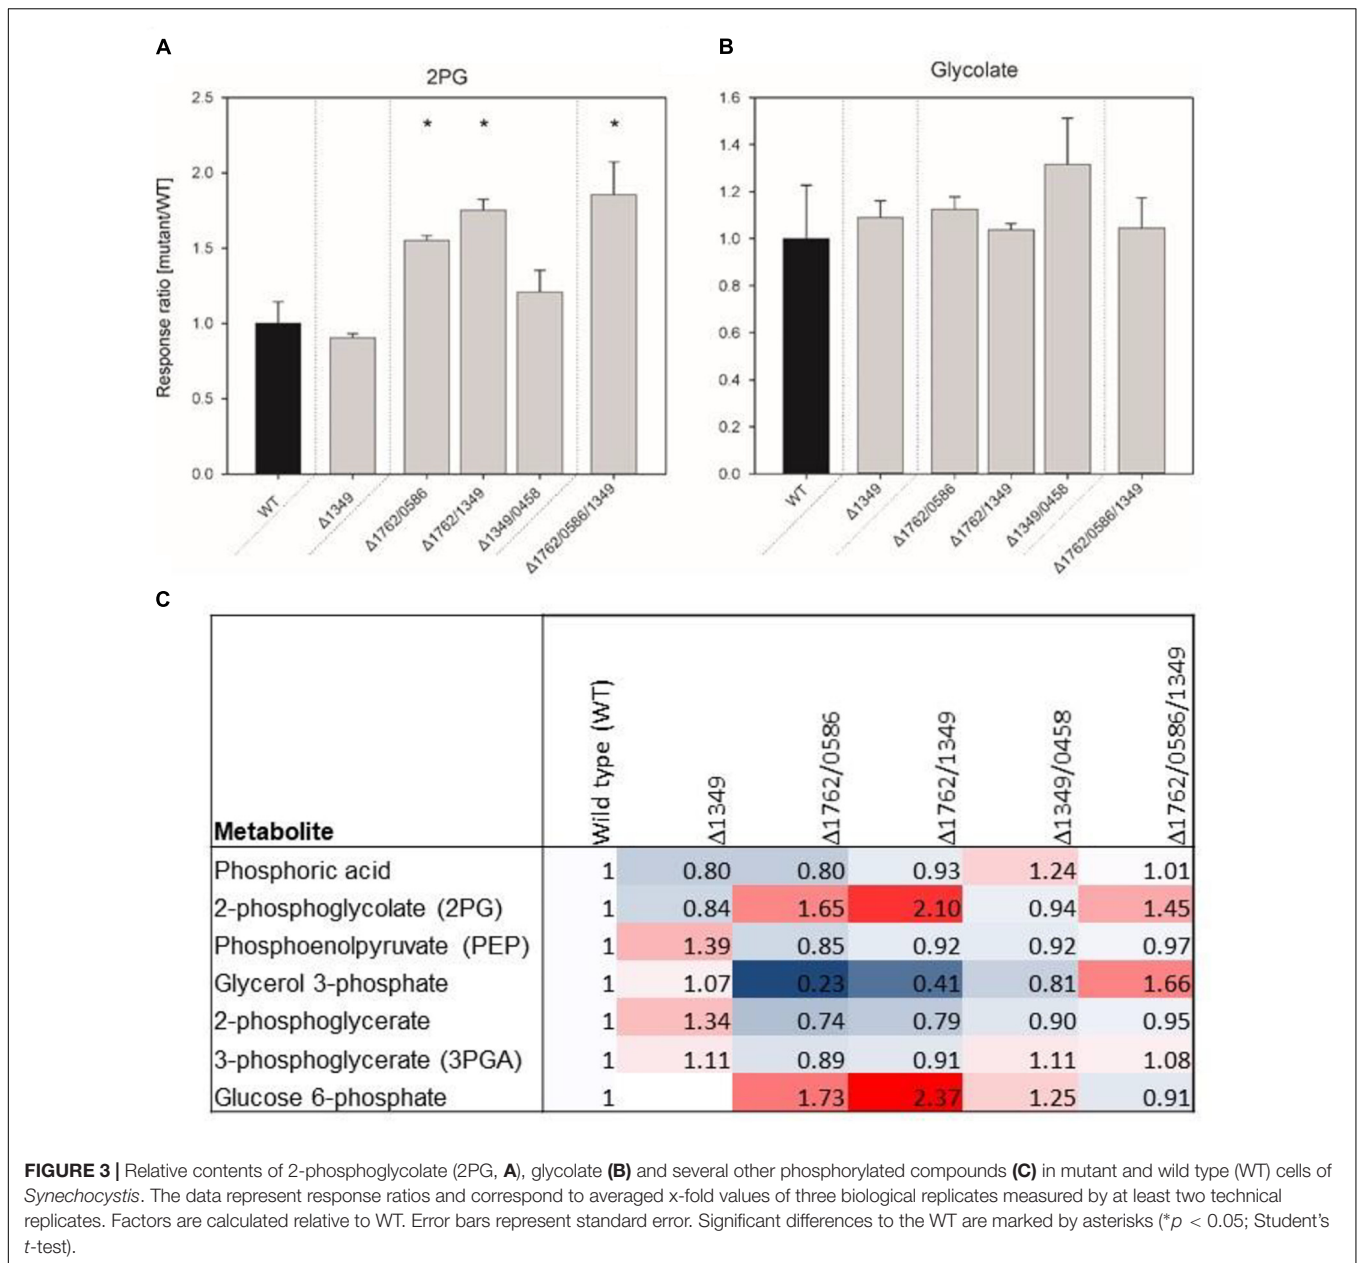 A
B
2PG
Glycolate
Response ratio [mutant/WT]
2.5
2.0
1.5
1.0
0.5
0.0
* * *
WT
Δ1349
Δ1762/0586
Δ1762/1349
Δ1349/0458
Δ1762/0586/1349
1.6
1.4
1.2
1.0
0.8
0.6
0.4
0.2
0.0
WT
Δ1349
Δ1762/0586
Δ1762/1349
Δ1349/0458
Δ1762/0586/1349
C
Metabolite Wild type (WT) Δ1349 Δ1762/0586 Δ1762/1349 Δ1349/0458 Δ1762/0586/1349
Phosphoric acid 1 0.80 0.80 0.93 1.24 1.01
2-phosphoglycolate (2PG) 1 0.84 1.65 2.10 0.94 1.45
Phosphoenolpyruvate (PEP) 1 1.39 0.85 0.92 0.92 0.97
Glycerol 3-phosphate 1 1.07 0.23 0.41 0.81 1.66
2-phosphoglycerate 1 1.34 0.74 0.79 0.90 0.95
3-phosphoglycerate (3PGA) 1 1.11 0.89 0.91 1.11 1.08
Glucose 6-phosphate 1 1.73 2.37 1.25 0.91
FIGURE 3 | Relative contents of 2-phosphoglycolate (2PG, A), glycolate (B) and several other phosphorylated compounds (C) in mutant and wild type (WT) cells of
Synechocystis. The data represent response ratios and correspond to averaged x-fold values of three biological replicates measured by at least two technical
replicates. Factors are calculated relative to WT. Error bars represent standard error. Significant differences to the WT are marked by asterisks (*p < 0.05; Student's
t-test).